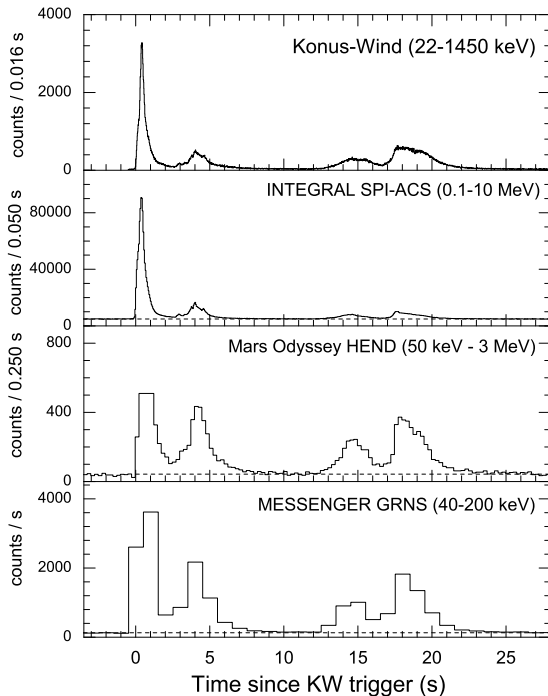 4000
2000
0
counts / 0.016 s
Konus-Wind (22-1450 keV)
80000
40000
0
counts / 0.050 s
INTEGRAL SPI-ACS (0.1-10 MeV)
800
400
0
counts / 0.250 s
Mars Odyssey HEND (50 keV - 3 MeV)
4000
2000
0
counts / s
MESSENGER GRNS (40-200 keV)
0 5 10 15 20 25
Time since KW trigger (s)